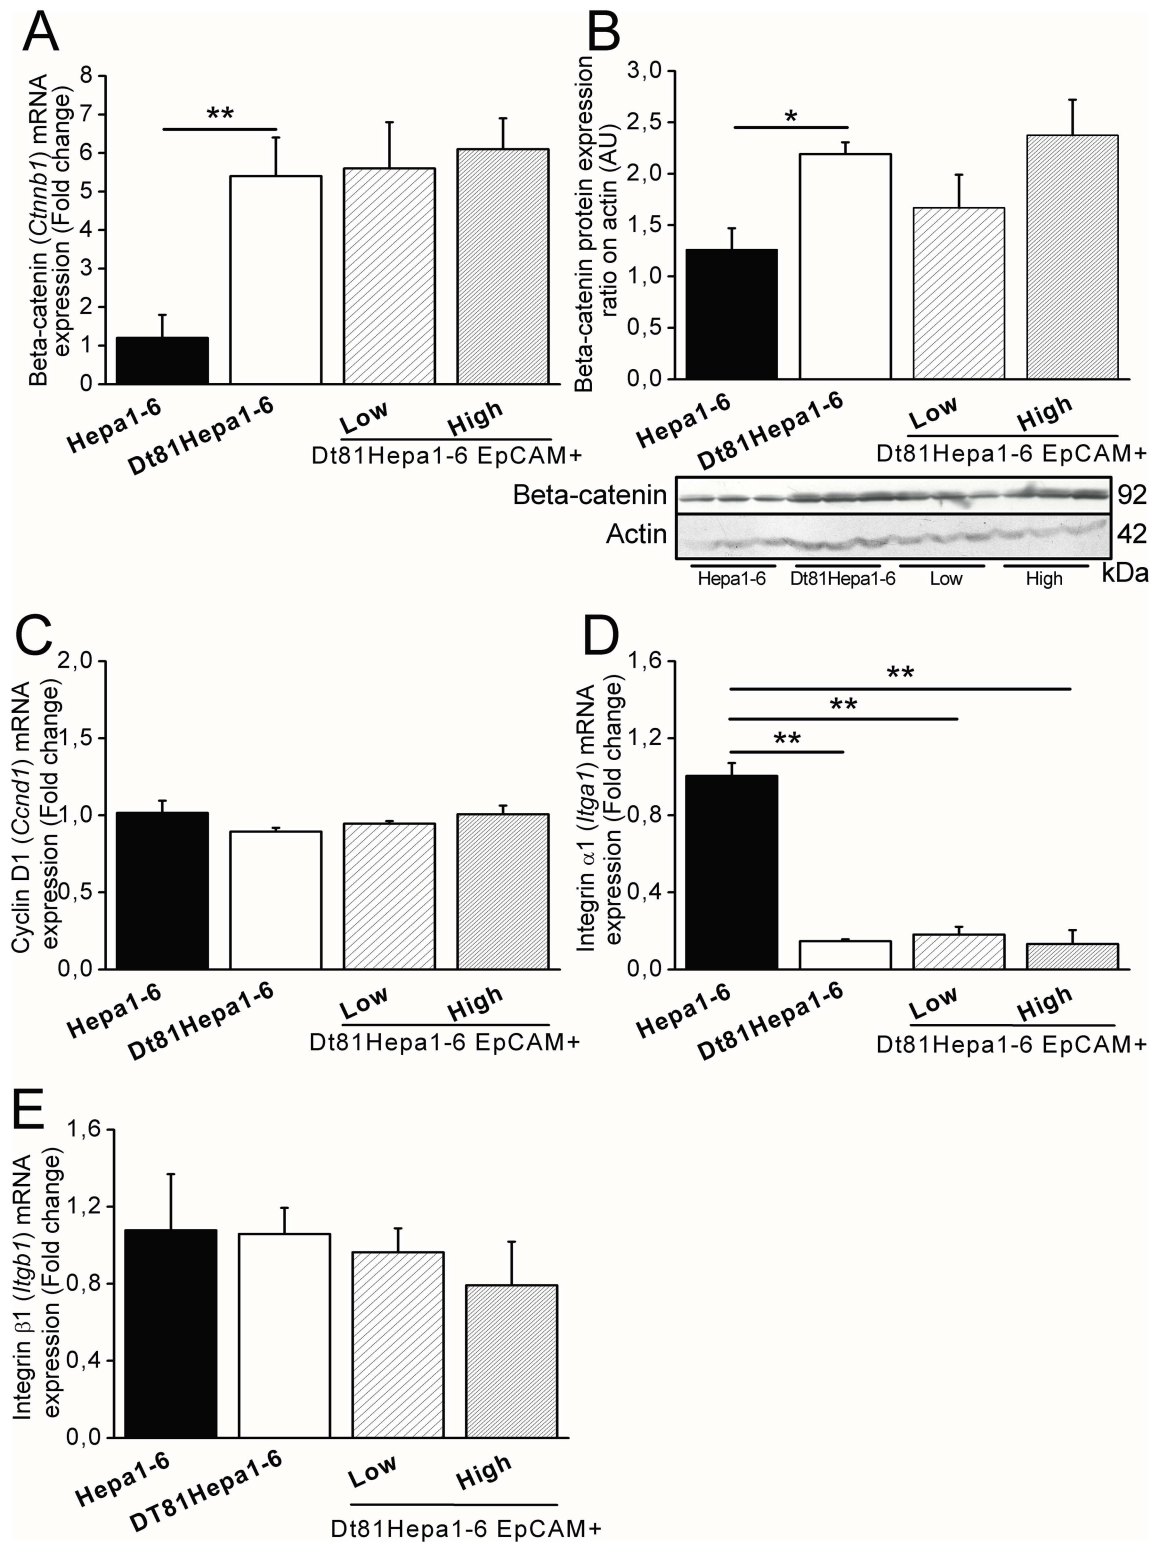 A
Beta-catenin (Ctnnb1) mRNA
expression (Fold change)
8
7
6
5
4
3
2
1
0
**
Hepa1-6
Dt81Hepa1-6
Low
High
Dt81Hepa1-6 EpCAM+
B
Beta-catenin protein expression
ratio on actin (AU)
3,0
2,5
2,0
1,5
1,0
0,5
0,0
*
Hepa1-6
Dt81Hepa1-6
Low
High
Dt81Hepa1-6 EpCAM+
Beta-catenin
92
Actin
42
Hepa1-6
Dt81Hepa1-6
Low
High
kDa
C
Cyclin D1 (Ccnd1) mRNA
expression (Fold change)
2,0
1,5
1,0
0,5
0,0
Hepa1-6
Dt81Hepa1-6
Low
High
Dt81Hepa1-6 EpCAM+
D
Integrin α1 (Itga1) mRNA
expression (Fold change)
1,6
1,2
0,8
0,4
0,0
**
**
**
Hepa1-6
Dt81Hepa1-6
Low
High
Dt81Hepa1-6 EpCAM+
E
Integrin β1 (Itgb1) mRNA
expression (Fold change)
1,6
1,2
0,8
0,4
0,0
Hepa1-6
DT81Hepa1-6
Low
High
Dt81Hepa1-6 EpCAM+